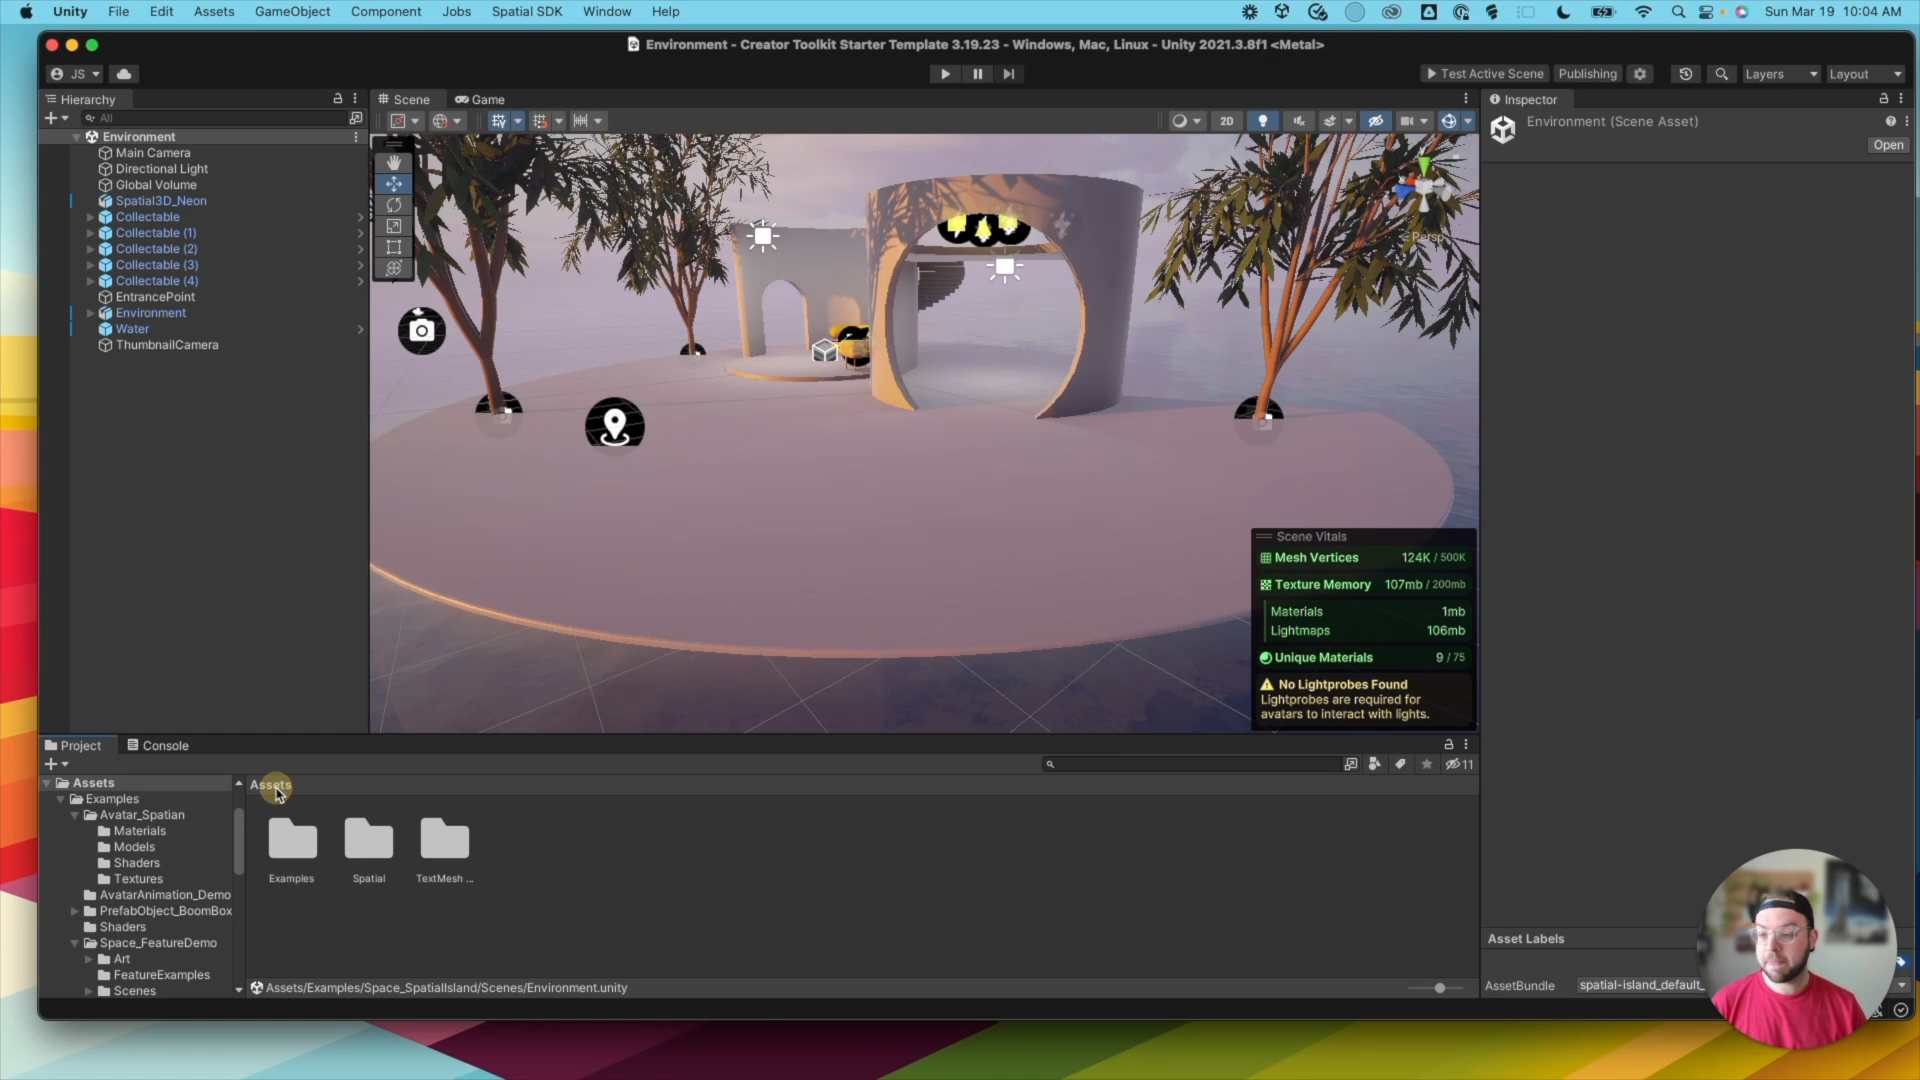 Unity File Edit Assets GameObject Component Jobs Spatial SDK Window Help Sun Mar 19 10:04 AM
Environment - Creator Toolkit Starter Template 3.19.23 - Windows, Mac, Linux - Unity 2021.3.8f1 <Metal>
JS Test Active Scene Publishing Layers Layout
Hierarchy Scene Game Inspector
All 2D Environment (Scene Asset)
Open
Environment
Main Camera
Directional Light
Global Volume
Spatial3D_Neon
Collectable
Collectable (1)
Collectable (2)
Collectable (3)
Collectable (4)
EntrancePoint
Environment
Water
ThumbnailCamera
Persp
Scene Vitals
Mesh Vertices 124K / 500K
Texture Memory 107mb / 200mb
Materials 1mb
Lightmaps 106mb
Unique Materials 9 / 75
No Lightprobes Found
Lightprobes are required for
avatars to interact with lights.
Project Console
11
Assets
Examples
Avatar_Spatian
Materials
Models
Shaders
Textures
AvatarAnimation_Demo
PrefabObject_BoomBox
Shaders
Space_FeatureDemo
Art
FeatureExamples
Scenes
Assets
Examples Spatial TextMesh ...
Assets/Examples/Space_SpatialIsland/Scenes/Environment.unity
Asset Labels
AssetBundle spatial-island_default_